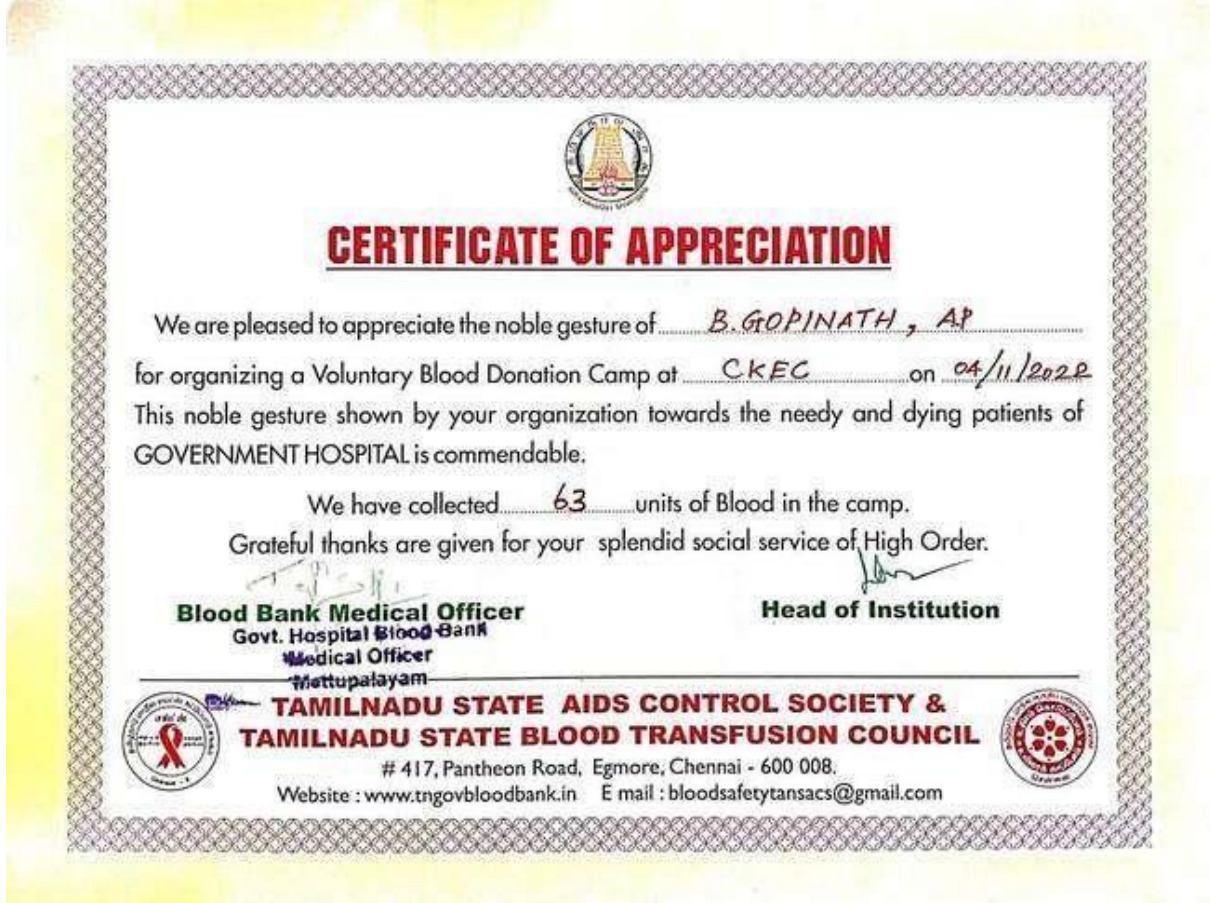 CERTIFICATE OF APPRECIATION
We are pleased to appreciate the noble gesture of B. GOPINATH, AP
for organizing a Voluntary Blood Donation Camp at CKEC on 04/11/2022
This noble gesture shown by your organization towards the needy and dying patients of
GOVERNMENT HOSPITAL is commendable.
We have collected 63 units of Blood in the camp.
Grateful thanks are given for your splendid social service of High Order.
Blood Bank Medical Officer
Head of Institution
Govt. Hospital Blood Bank
Medical Officer
Mettupalayam
TAMILNADU STATE AIDS CONTROL SOCIETY &
TAMILNADU STATE BLOOD TRANSFUSION COUNCIL
# 417, Pantheon Road, Egmore, Chennai - 600 008.
Website : www.tngovbloodbank.in E mail : bloodsafetytansacs@gmail.com